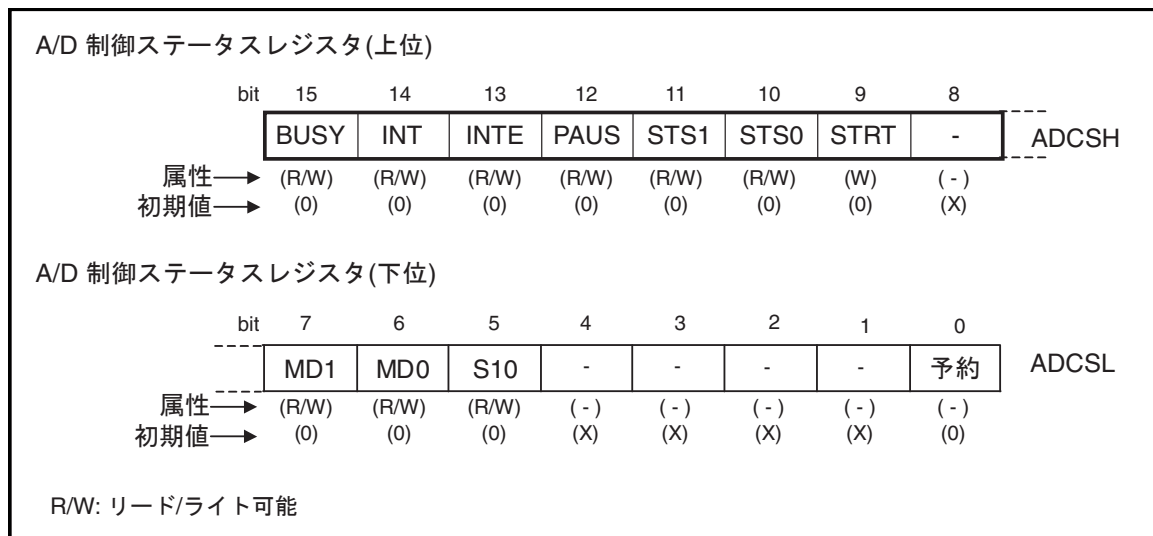 A/D 制御ステータスレジスタ(上位)
bit 15 14 13 12 11 10 9 8
BUSY INT INTE PAUS STS1 STS0 STRT - ADCSH
属性 (R/W) (R/W) (R/W) (R/W) (R/W) (R/W) (W) ( - )
初期値 (0) (0) (0) (0) (0) (0) (0) (X)
A/D 制御ステータスレジスタ(下位)
bit 7 6 5 4 3 2 1 0
MD1 MD0 S10 - - - - 予約 ADCSL
属性 (R/W) (R/W) (R/W) ( - ) ( - ) ( - ) ( - ) ( - )
初期値 (0) (0) (0) (X) (X) (X) (X) (0)
R/W: リード/ライト可能